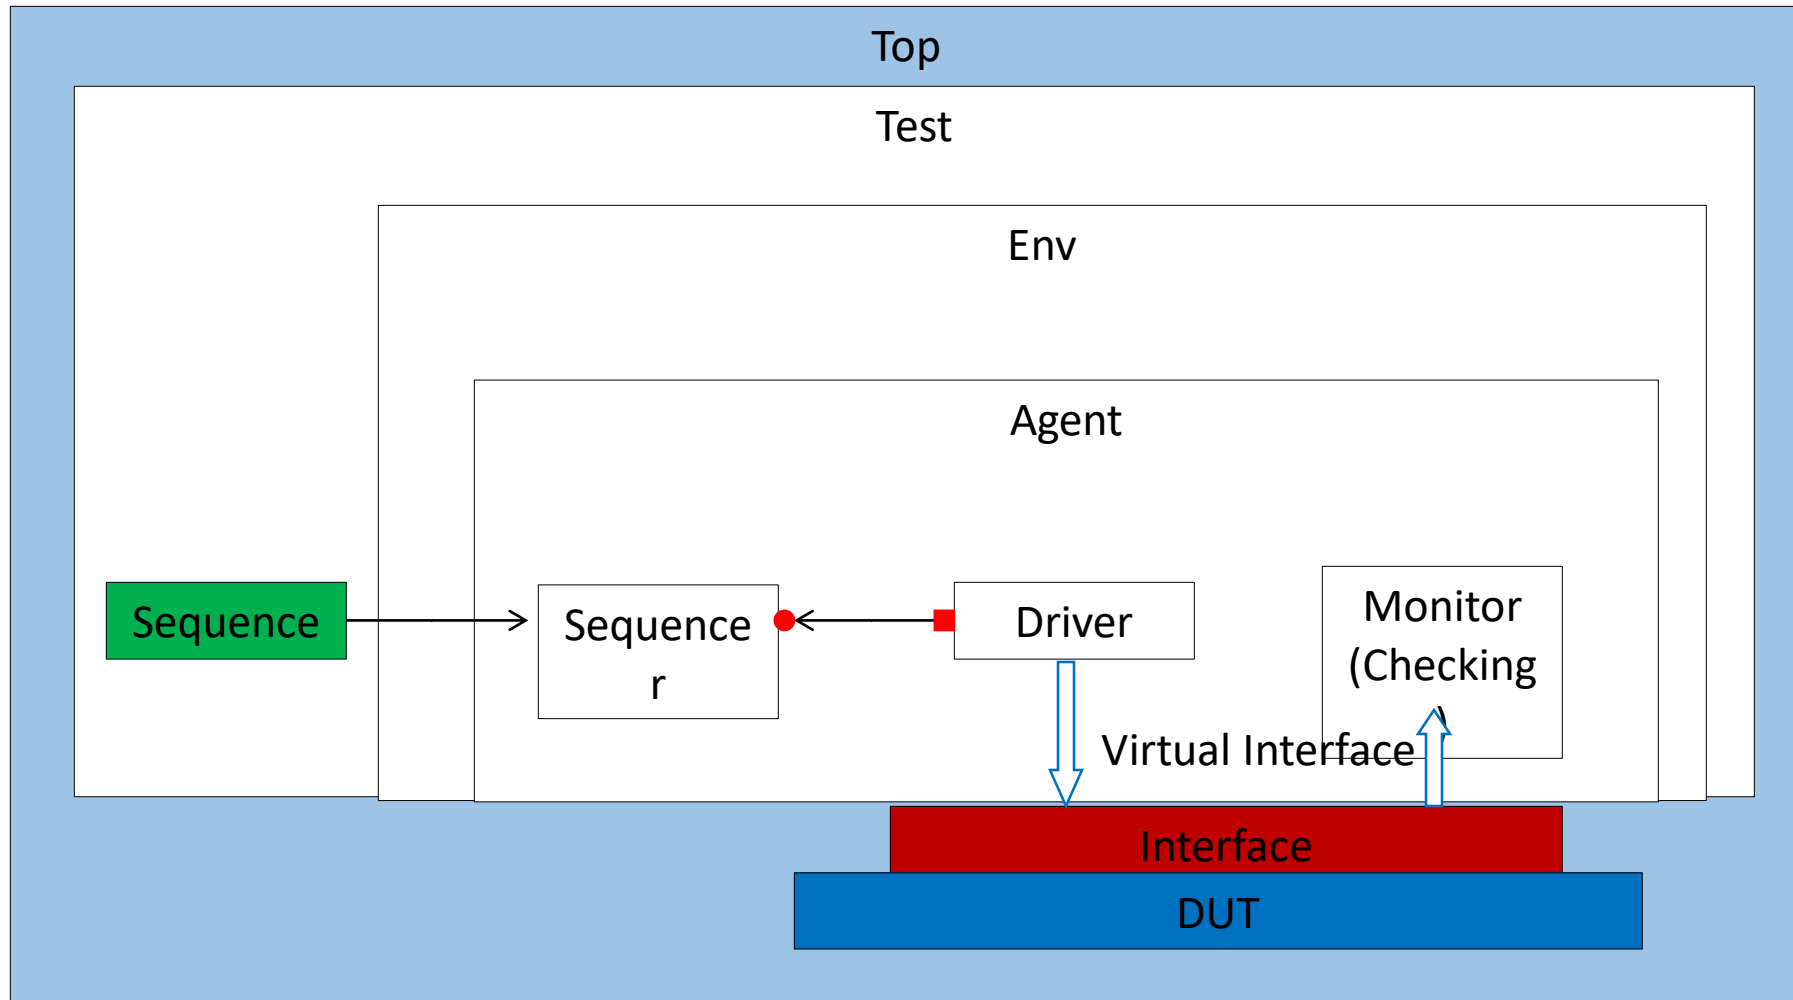 Top
Test
Env
Agent
Sequence
Sequence
r
Driver
Monitor
(Checking
)
Virtual Interface
Interface
DUT